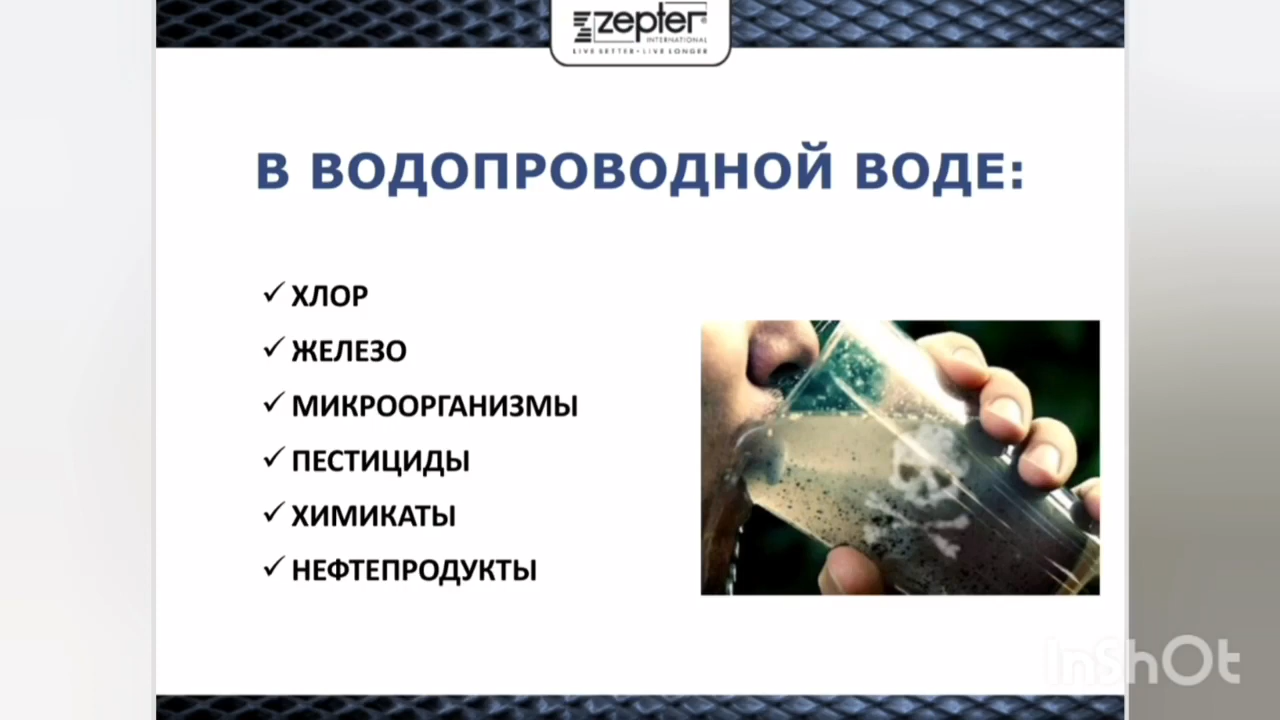 zepter
INTERNATIONAL
LIVE BETTER • LIVE LONGER
В ВОДОПРОВОДНОЙ ВОДЕ:
✓ ХЛОР
✓ ЖЕЛЕЗО
✓ МИКРООРГАНИЗМЫ
✓ ПЕСТИЦИДЫ
✓ ХИМИКАТЫ
✓ НЕФТЕПРОДУКТЫ
InShOt